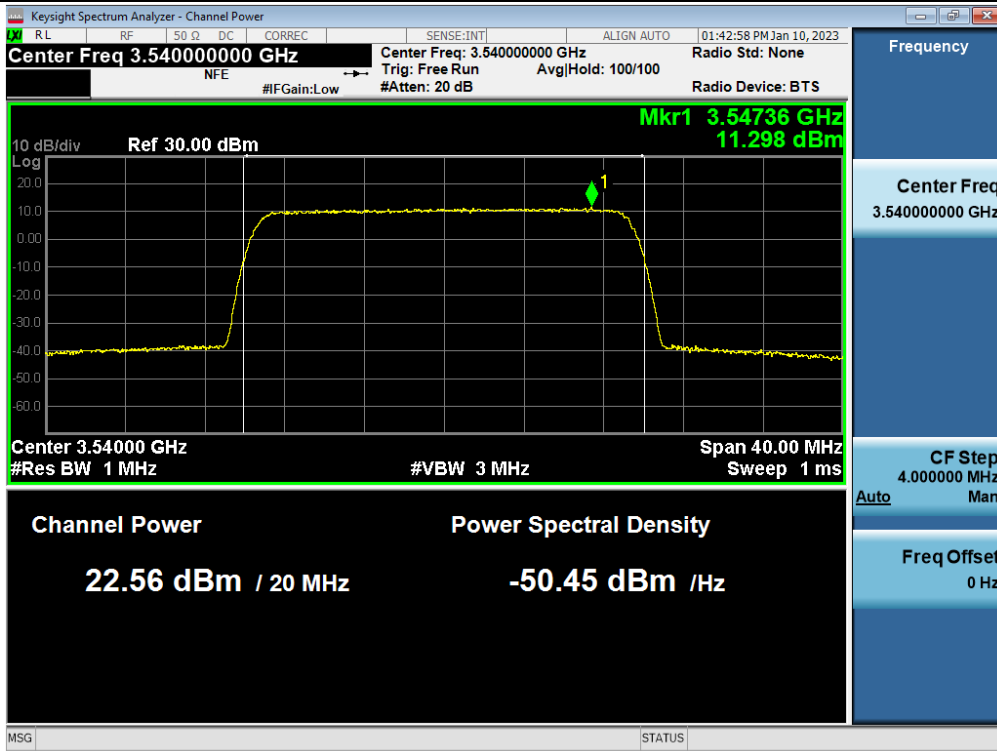 Keysight Spectrum Analyzer - Channel Power
LXI RL RF 50 Ω DC CORREC SENSE:INT ALIGN AUTO 01:42:58 PM Jan 10, 2023
Center Freq 3.540000000 GHz
NFE
#IFGain:Low
Center Freq: 3.540000000 GHz
Trig: Free Run Avg|Hold: 100/100
#Atten: 20 dB
Radio Std: None
Radio Device: BTS
Mkr1 3.54736 GHz
11.298 dBm
10 dB/div Ref 30.00 dBm
Log
20.0
10.0
0.00
-10.0
-20.0
-30.0
-40.0
-50.0
-60.0
1
Center 3.54000 GHz Span 40.00 MHz
#Res BW 1 MHz #VBW 3 MHz Sweep 1 ms
Channel Power Power Spectral Density
22.56 dBm / 20 MHz -50.45 dBm /Hz
Frequency
Center Freq
3.540000000 GHz
CF Step
4.000000 MHz
Auto Man
Freq Offset
0 Hz
MSG STATUS